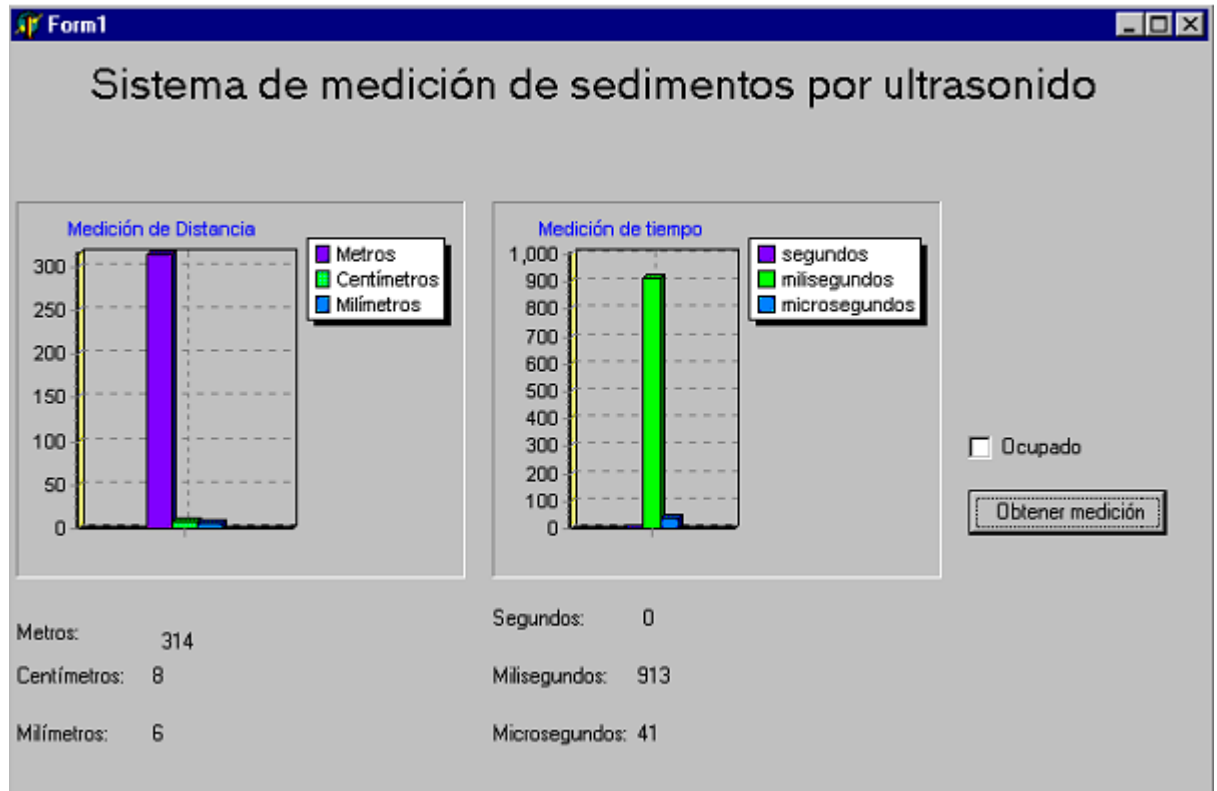 Form1
Sistema de medición de sedimentos por ultrasonido
Medición de Distancia
300
250
200
150
100
50
0
Metros
Centímetros
Milímetros
Medición de tiempo
1,000
900
800
700
600
500
400
300
200
100
0
segundos
milisegundos
microsegundos
Ocupado
Obtener medición
Metros: 314
Centímetros: 8
Milímetros: 6
Segundos: 0
Milisegundos: 913
Microsegundos: 41